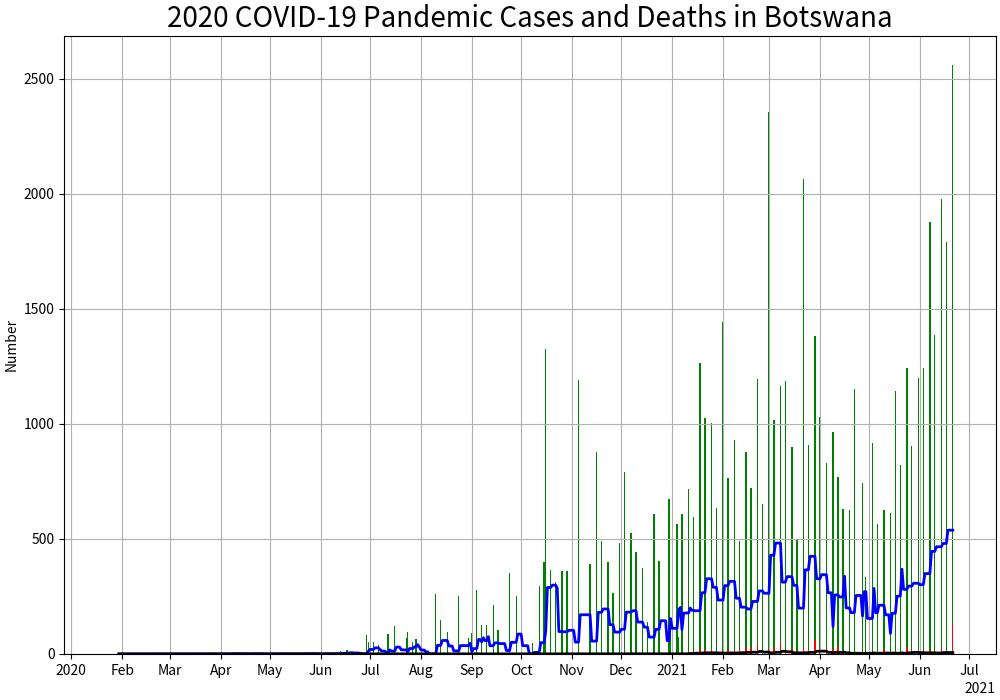 2020 COVID-19 Pandemic Cases and Deaths in Botswana
2500
2000
1500
1000
500
0
Number
2020 Feb Mar Apr May Jun Jul Aug Sep Oct Nov Dec 2021 Feb Mar Apr May Jun Jul
2021